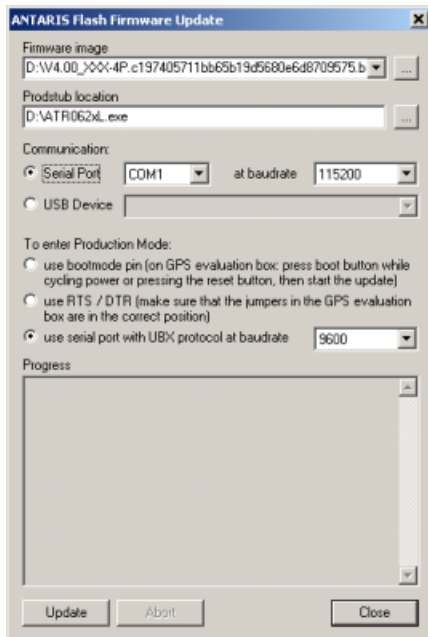 ANTARIS Flash Firmware Update
Firmware image
D:\V4.00_XXX-4P.c197405711bb65b19d5680e6d8709575.b
...
Prodstub location
D:\ATR062xL.exe
...
Communication:
Serial Port COM1 at baudrate 115200
USB Device
To enter Production Mode:
use bootmode pin (on GPS evaluation box: press boot button while
cycling power or pressing the reset button, then start the update)
use RTS / DTR (make sure that the jumpers in the GPS evaluation
box are in the correct position)
use serial port with UBX protocol at baudrate 9600
Progress
Update Abort Close